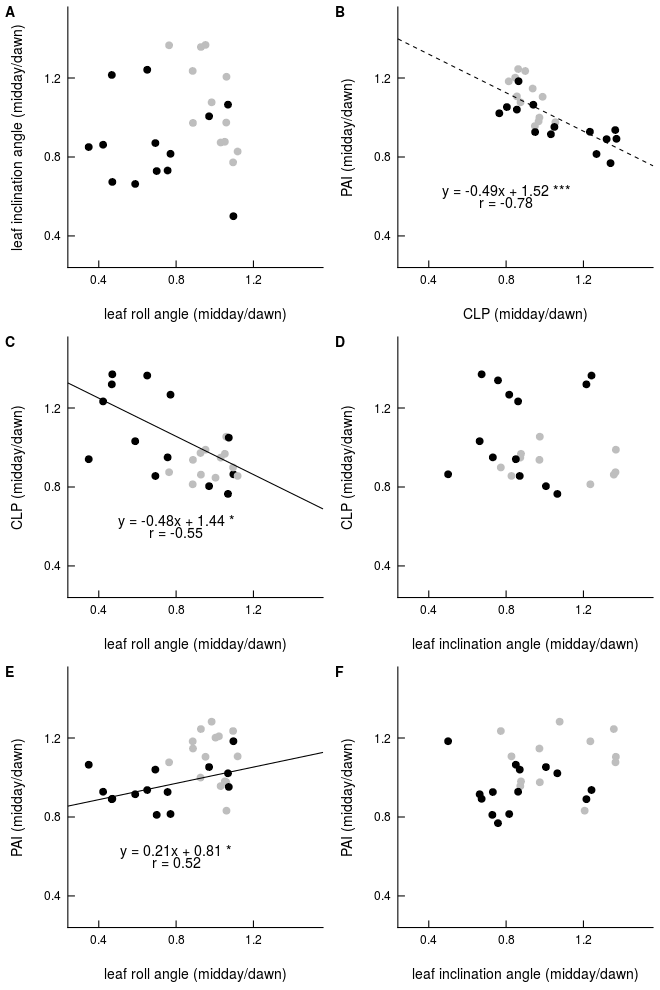 A
leaf inclination angle (midday/dawn)
1.2
0.8
0.4
0.4 0.8 1.2
leaf roll angle (midday/dawn)
B
PAI (midday/dawn)
1.2
0.8
0.4
y = -0.49x + 1.52 ***
r = -0.78
0.4 0.8 1.2
CLP (midday/dawn)
C
CLP (midday/dawn)
1.2
0.8
0.4
y = -0.48x + 1.44 *
r = -0.55
0.4 0.8 1.2
leaf roll angle (midday/dawn)
D
CLP (midday/dawn)
1.2
0.8
0.4
0.4 0.8 1.2
leaf inclination angle (midday/dawn)
E
PAI (midday/dawn)
1.2
0.8
0.4
y = 0.21x + 0.81 *
r = 0.52
0.4 0.8 1.2
leaf roll angle (midday/dawn)
F
PAI (midday/dawn)
1.2
0.8
0.4
0.4 0.8 1.2
leaf inclination angle (midday/dawn)